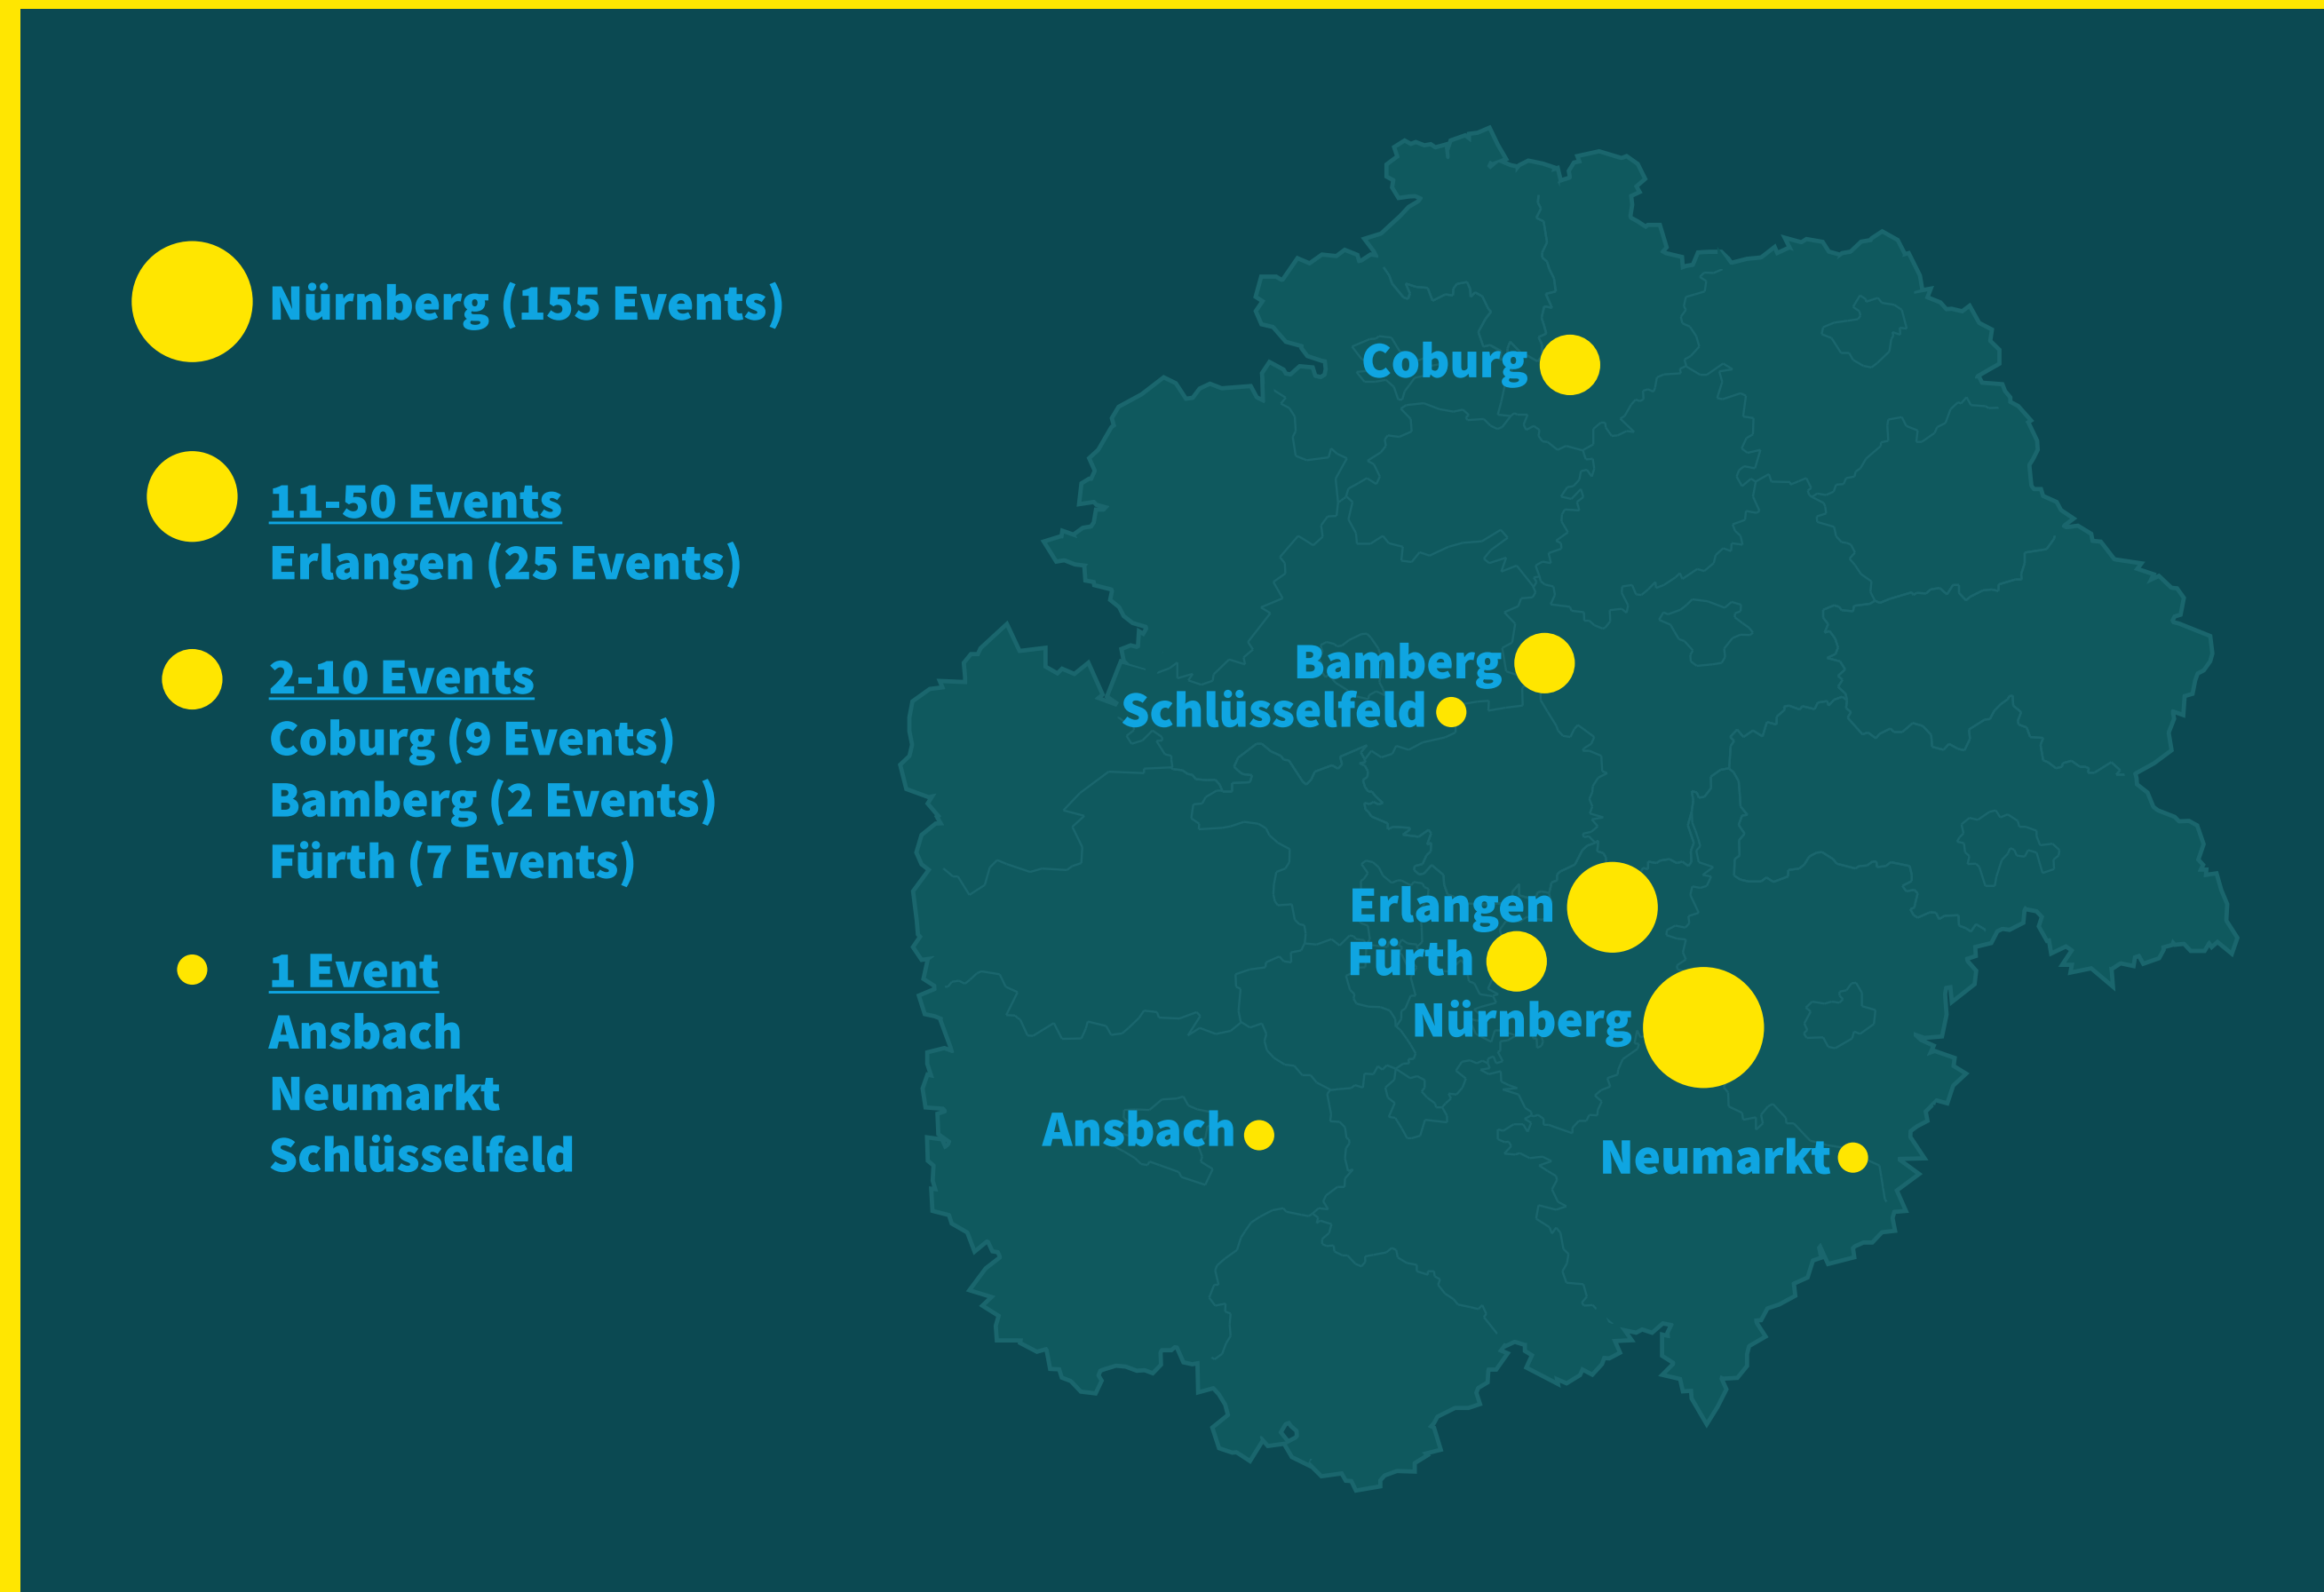 Nürnberg (155 Events)
11-50 Events
Erlangen (25 Events)
2-10 Events
Coburg (9 Events)
Bamberg (2 Events)
Fürth (7 Events)
1 Event
Ansbach
Neumarkt
Schlüsselfeld
Coburg
Bamberg
Schlüsselfeld
Erlangen
Fürth
Nürnberg
Ansbach
Neumarkt